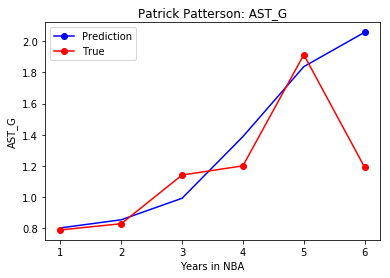 Patrick Patterson: AST_G
Prediction
True
AST_G
2.0
1.8
1.6
1.4
1.2
1.0
0.8
1 2 3 4 5 6
Years in NBA